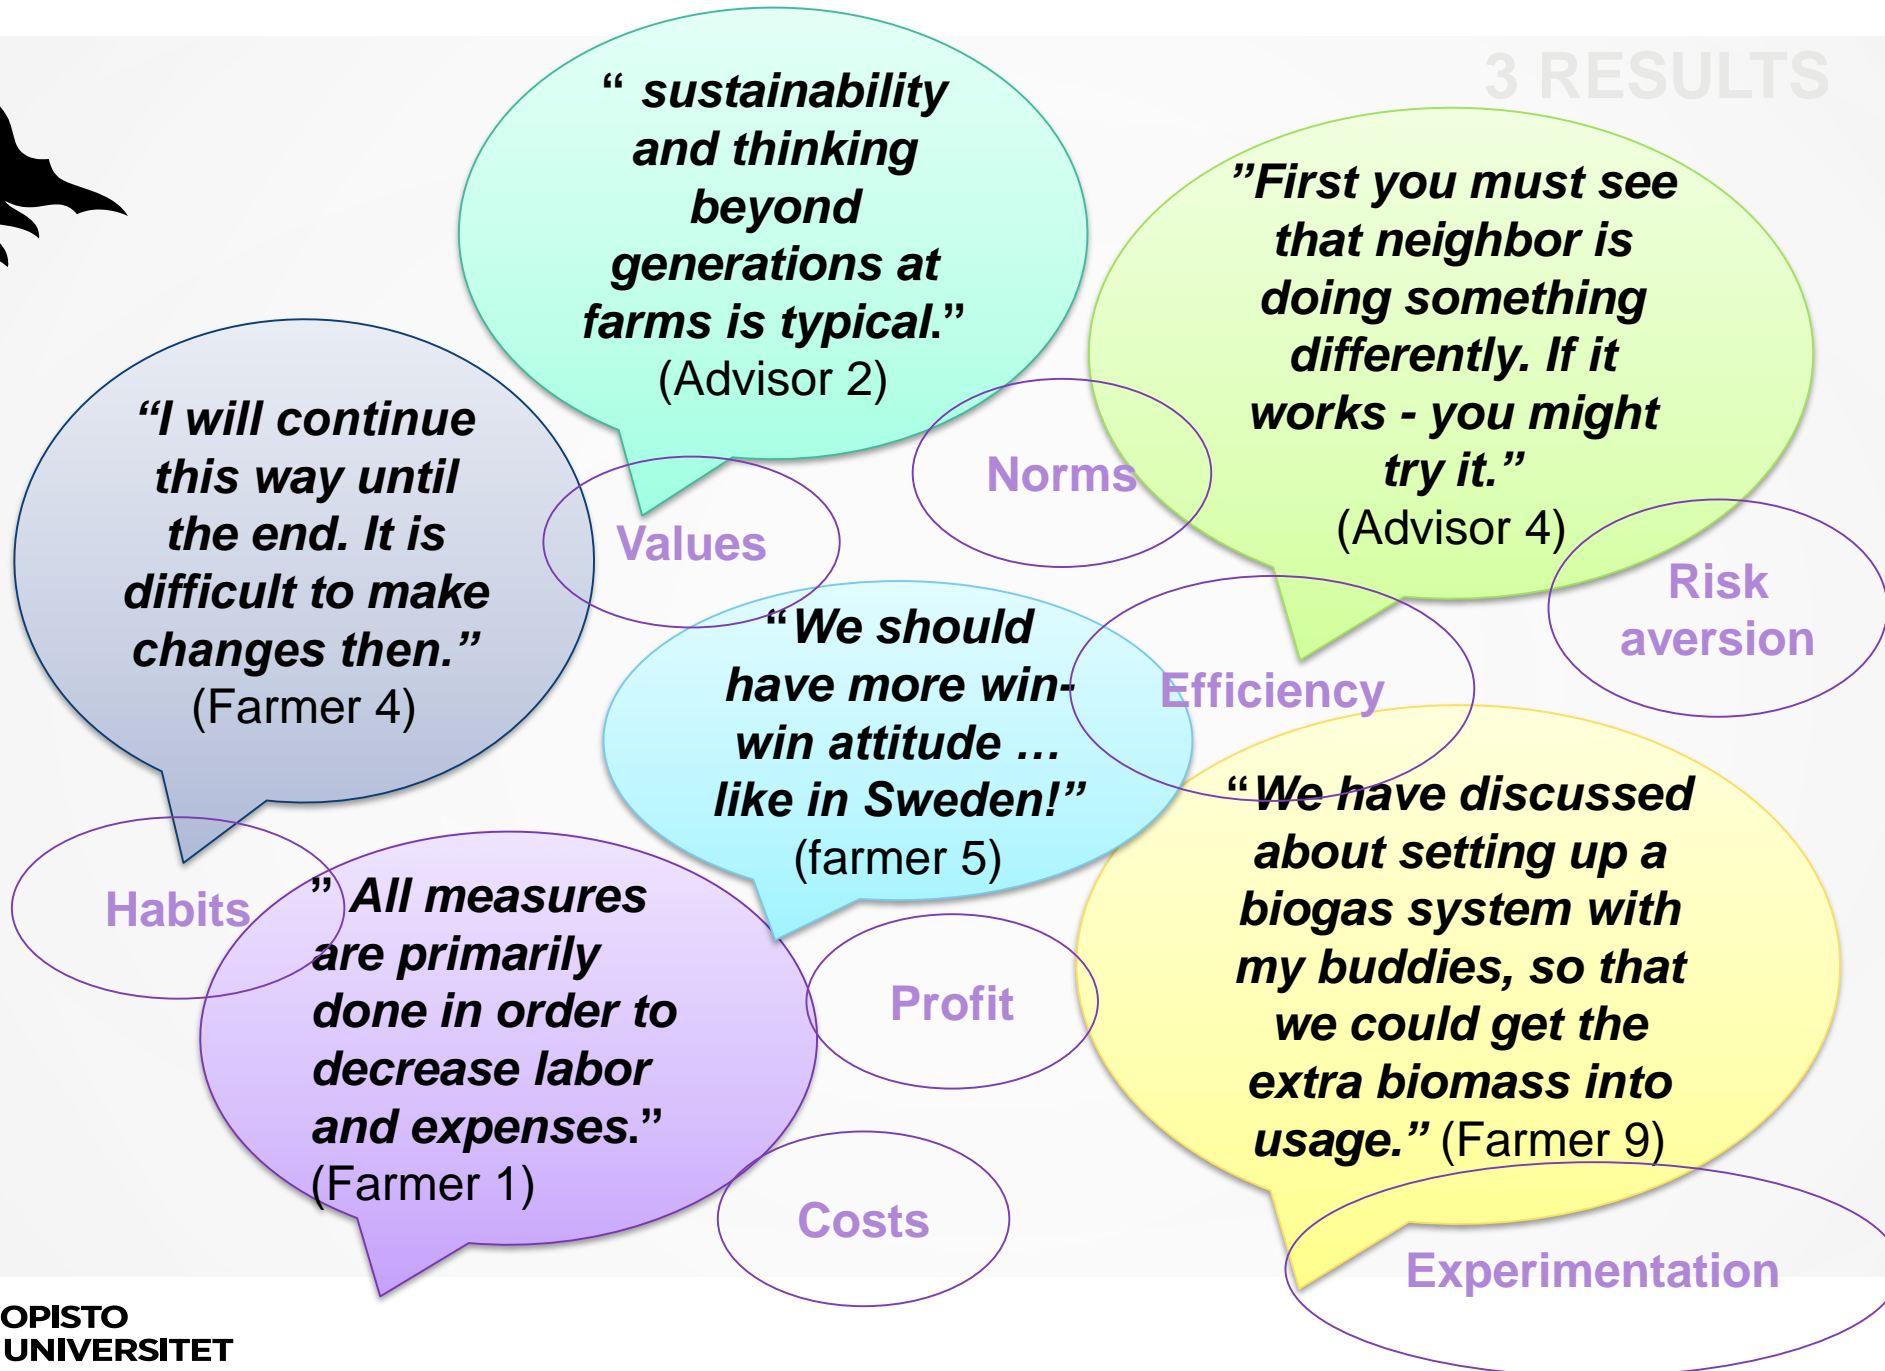 3 RESULTS
“ sustainability
and thinking
beyond
generations at
farms is typical.”
(Advisor 2)
”First you must see
that neighbor is
doing something
differently. If it
works - you might
try it.”
(Advisor 4)
“I will continue
this way until
the end. It is
difficult to make
changes then.”
(Farmer 4)
Norms
Values
Risk
aversion
“We should
have more win-
win attitude …
like in Sweden!”
(farmer 5)
Efficiency
“We have discussed
about setting up a
biogas system with
my buddies, so that
we could get the
extra biomass into
usage.” (Farmer 9)
Habits
” All measures
are primarily
done in order to
decrease labor
and expenses.”
(Farmer 1)
Profit
Costs
Experimentation
OPISTO
UNIVERSITET